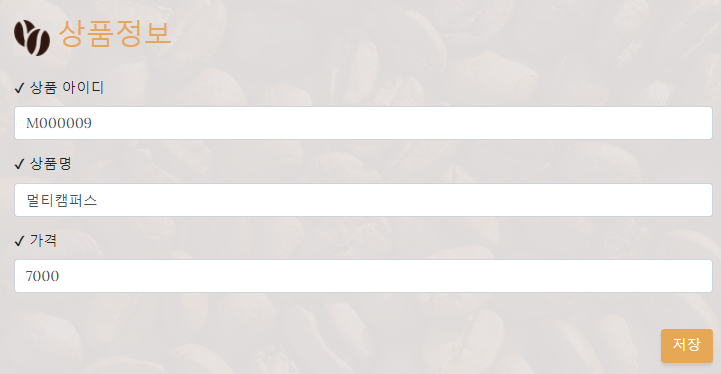 상품정보
✓ 상품 아이디
M000009
✓ 상품명
멀티캠퍼스
✓ 가격
7000
저장